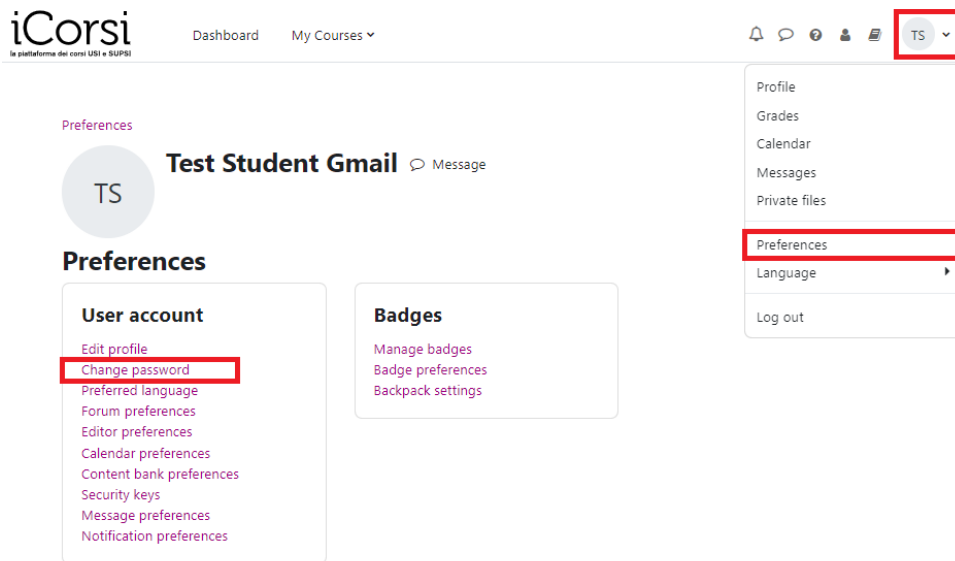 iCorsi
la piattaforma dei corsi USI e SUPSI
Dashboard
My Courses
TS
Profile
Grades
Calendar
Messages
Private files
Preferences
Language
Log out
Preferences
TS
Test Student Gmail
Message
Preferences
User account
Edit profile
Change password
Preferred language
Forum preferences
Editor preferences
Calendar preferences
Content bank preferences
Security keys
Message preferences
Notification preferences
Badges
Manage badges
Badge preferences
Backpack settings